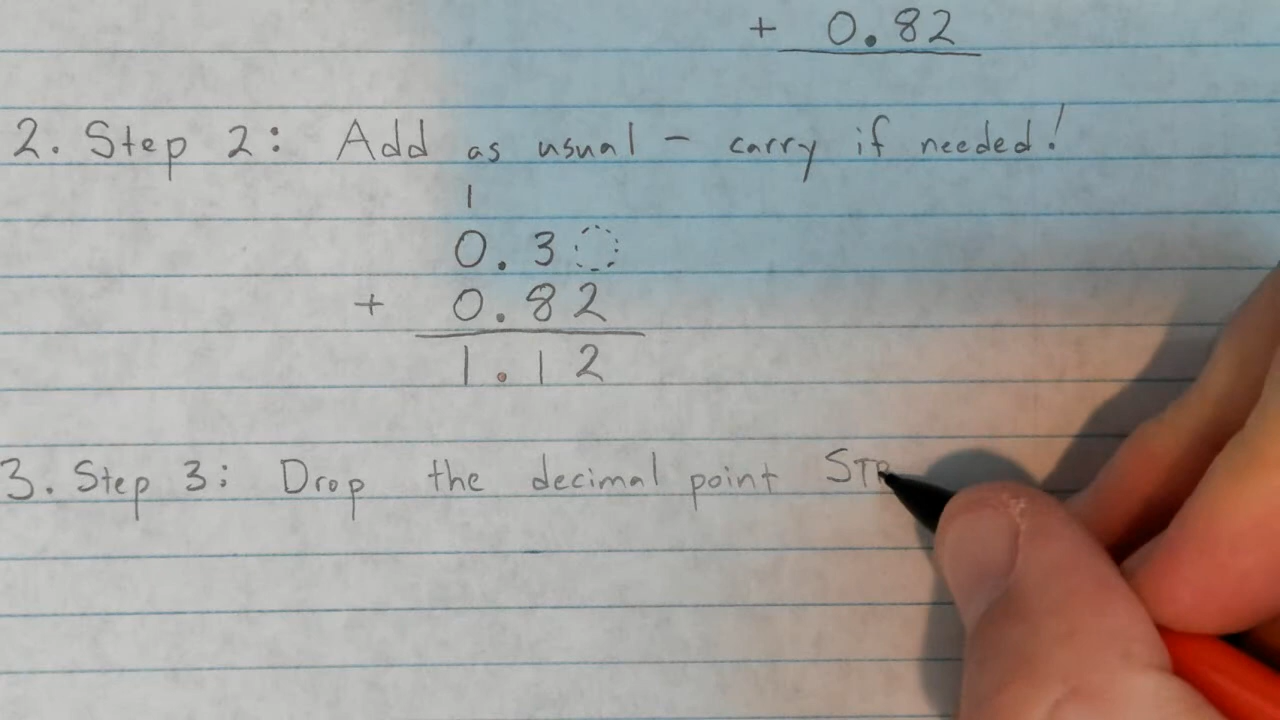 + 0.82
2. Step 2: Add as usual - carry if needed!
1
0.3
+ 0.82
1.12
3. Step 3: Drop the decimal point